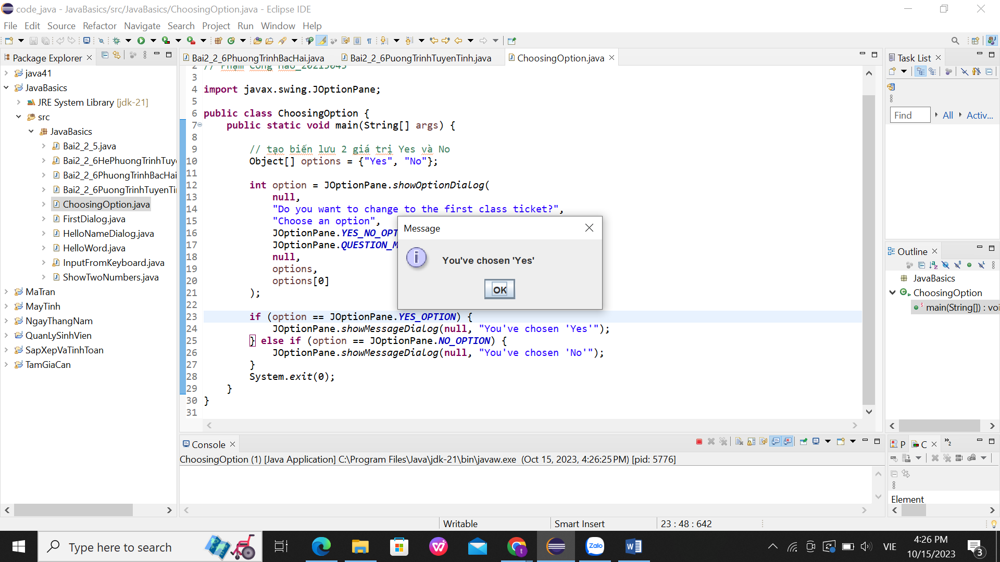 code_java - JavaBasics/src/JavaBasics/ChoosingOption.java - Eclipse IDE
File Edit Source Refactor Navigate Search Project Run Window Help
Package Explorer
java41
JavaBasics
JRE System Library [jdk-21]
src
JavaBasics
Bai2_2_5.java
Bai2_2_6HePhuongTrinhTuye
Bai2_2_6PhuongTrinhBacHai
Bai2_2_6PuongTrinhTuyenTi
ChoosingOption.java
FirstDialog.java
HelloNameDialog.java
HelloWord.java
InputFromKeyboard.java
ShowTwoNumbers.java
MaTran
MayTinh
NgayThangNam
QuanLySinhVien
SapXepVaTinhToan
TamGiaCan
Bai2_2_6PhuongTrinhBacHai.java Bai2_2_6PuongTrinhTuyenTinh.java ChoosingOption.java
3
4 import javax.swing.JOptionPane;
5
6 public class ChoosingOption {
7 public static void main(String[] args) {
8
9 // tạo biến lưu 2 giá trị Yes và No
10 Object[] options = {"Yes", "No"};
11
12 int option = JOptionPane.showOptionDialog(
13 null,
14 "Do you want to change to the first class ticket?",
15 "Choose an option",
16 JOptionPane.YES_NO_OPT
17 JOptionPane.QUESTION_M
18 null,
19 options,
20 options[0]
21 );
22
23 if (option == JOptionPane.YES_OPTION) {
24 JOptionPane.showMessageDialog(null, "You've chosen 'Yes'");
25 } else if (option == JOptionPane.NO_OPTION) {
26 JOptionPane.showMessageDialog(null, "You've chosen 'No'");
27 }
28 System.exit(0);
29 }
30 }
31
Message
You've chosen 'Yes'
OK
Console
ChoosingOption (1) [Java Application] C:\Program Files\Java\jdk-21\bin\javaw.exe (Oct 15, 2023, 4:26:25 PM) [pid: 5776]
Task List
Find All Activ...
Outline
JavaBasics
ChoosingOption
main(String[]) : voi
P C
Element
Writable Smart Insert 23 : 48 : 642
Type here to search
Zalo
VIE
4:26 PM
10/15/2023
3